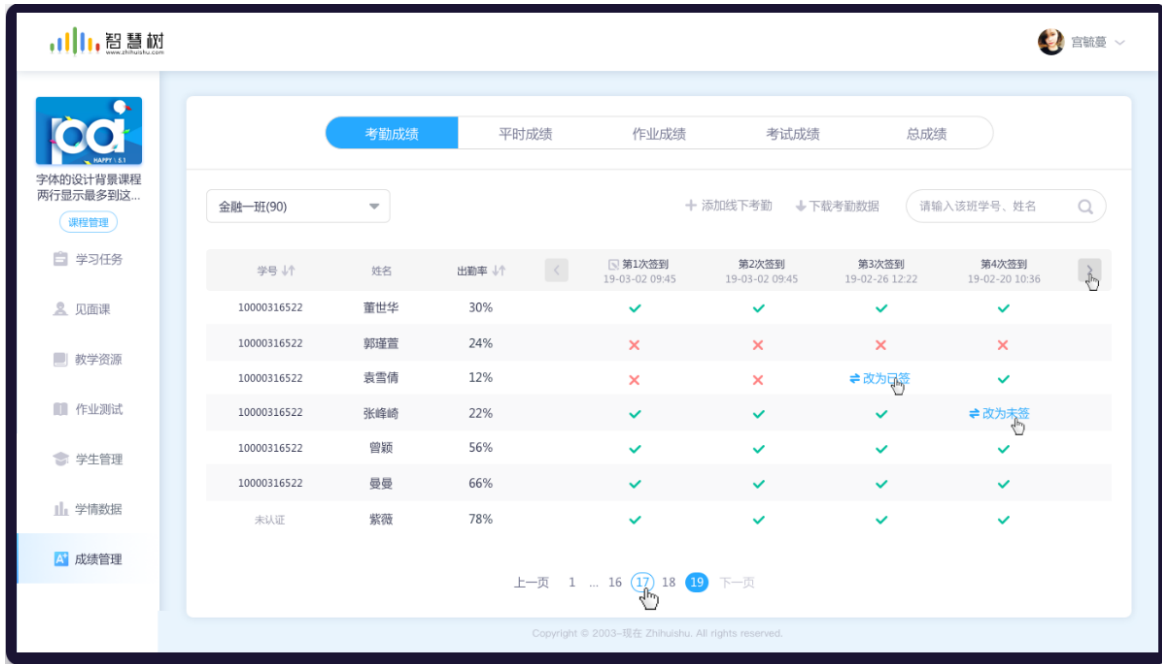 智慧树
www.zhihuishu.com
宫毓蔓
pai
HAPPY \ 5.1
字体的设计背景课程
两行显示最多到这...
课程管理
学习任务
见面课
教学资源
作业测试
学生管理
学情数据
成绩管理
考勤成绩 平时成绩 作业成绩 考试成绩 总成绩
金融一班(90) 添加线下考勤 下载考勤数据 请输入该班学号、姓名
学号 姓名 出勤率 第1次签到 第2次签到 第3次签到 第4次签到
19-03-02 09:45 19-03-02 09:45 19-02-26 12:22 19-02-20 10:36
10000316522 董世华 30%
10000316522 郭瑾萱 24%
10000316522 袁雪倩 12% 改为已签
10000316522 张峰崎 22% 改为未签
10000316522 曾颖 56%
10000316522 曼曼 66%
未认证 紫薇 78%
上一页 1 ... 16 17 18 19 下一页
Copyright © 2003-现在 Zhihuishu. All rights reserved.